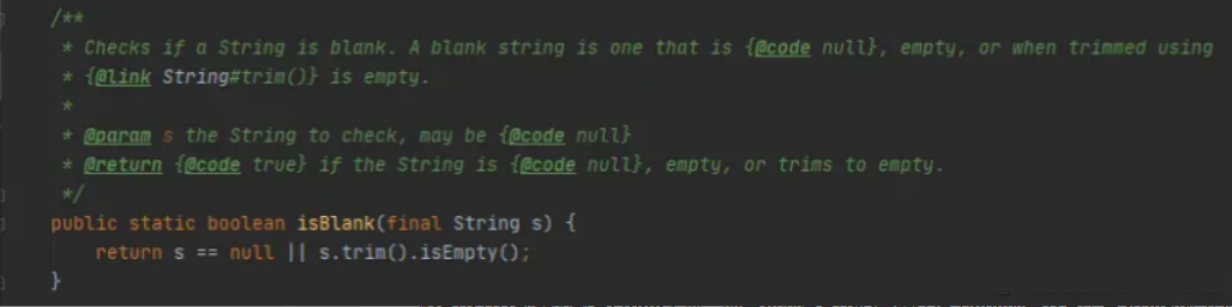 /**
* Checks if a String is blank. A blank string is one that is {@code null}, empty, or when trimmed using
* {@link String#trim()} is empty.
*
* @param s the String to check, may be {@code null}
* @return {@code true} if the String is {@code null}, empty, or trims to empty.
*/
public static boolean isBlank(final String s) {
return s == null || s.trim().isEmpty();
}